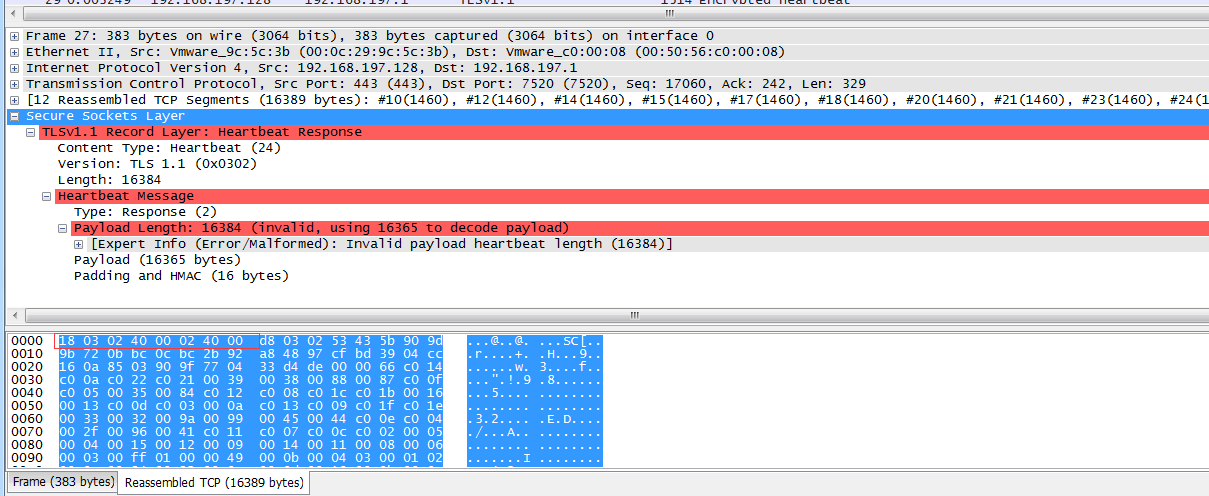 29 0.005249 192.168.197.128 192.168.197.1 TLSv1.1 1514 Encrypted Heartbeat
Frame 27: 383 bytes on wire (3064 bits), 383 bytes captured (3064 bits) on interface 0
Ethernet II, Src: Vmware_9c:5c:3b (00:0c:29:9c:5c:3b), Dst: Vmware_c0:00:08 (00:50:56:c0:00:08)
Internet Protocol Version 4, Src: 192.168.197.128, Dst: 192.168.197.1
Transmission Control Protocol, Src Port: 443 (443), Dst Port: 7520 (7520), Seq: 17060, Ack: 242, Len: 329
[12 Reassembled TCP Segments (16389 bytes): #10(1460), #12(1460), #14(1460), #15(1460), #17(1460), #18(1460), #20(1460), #21(1460), #23(1460), #24(1
Secure Sockets Layer
TLSv1.1 Record Layer: Heartbeat Response
Content Type: Heartbeat (24)
Version: TLS 1.1 (0x0302)
Length: 16384
Heartbeat Message
Type: Response (2)
Payload Length: 16384 (invalid, using 16365 to decode payload)
[Expert Info (Error/Malformed): Invalid payload heartbeat length (16384)]
Payload (16365 bytes)
Padding and HMAC (16 bytes)
0000 18 03 02 40 00 02 40 00 d8 03 02 53 43 5b 90 9d ...@..@. ...SC[..
0010 9b 72 0b bc 0c bc 2b 92 a8 48 97 cf bd 39 04 cc .r....+. .H...9..
0020 16 0a 85 03 90 9f 77 04 33 d4 de 00 00 66 c0 14 ......w. 3....f..
0030 c0 0a c0 22 c0 21 00 39 00 38 00 88 00 87 c0 0f ...".!.9 .8......
0040 c0 05 00 35 00 84 c0 12 c0 08 c0 1c c0 1b 00 16 ...5.... ........
0050 00 13 c0 0d c0 03 00 0a c0 13 c0 09 c0 1f c0 1e ........ ........
0060 00 33 00 32 00 9a 00 99 00 45 00 44 c0 0e c0 04 .3.2.... .E.D....
0070 00 2f 00 96 00 41 c0 11 c0 07 c0 0c c0 02 00 05 ./...A.. ........
0080 00 04 00 15 00 12 00 09 00 14 00 11 00 08 00 06 ........ ........
0090 00 03 00 ff 01 00 00 49 00 0b 00 04 03 00 01 02 .......I ........
Frame (383 bytes) Reassembled TCP (16389 bytes)